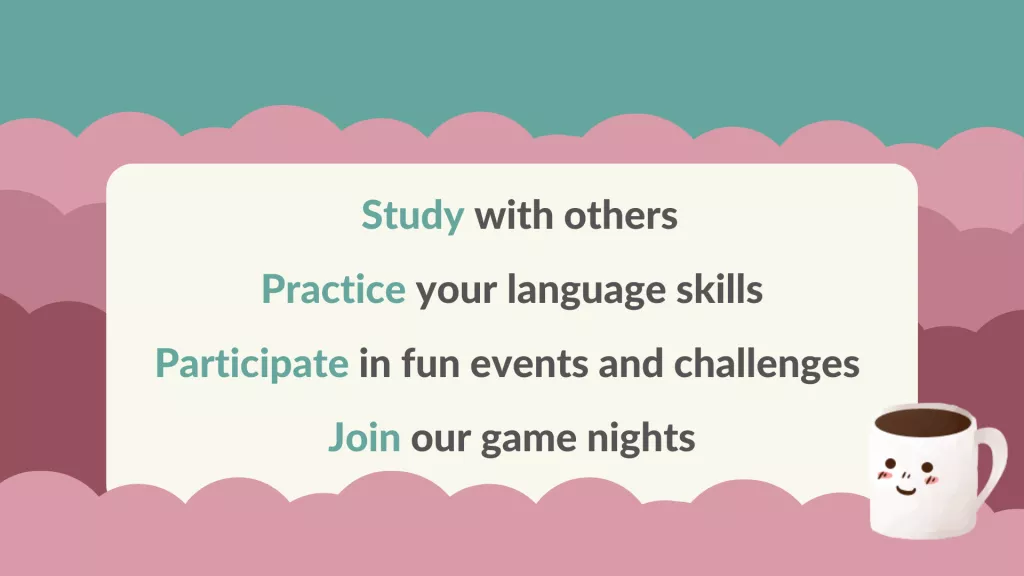 Study with others
Practice your language skills
Participate in fun events and challenges
Join our game nights